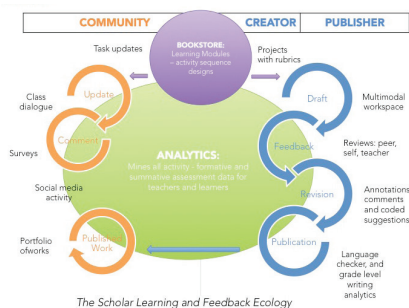 COMMUNITY
CREATOR
PUBLISHER
BOOKSTORE:
Learning Modules
– activity sequence
designs
Task updates
Projects
with rubrics
Update
Class
dialogue
Comment
Surveys
Social media
activity
Published
Work
Portfolio
ofworks
ANALYTICS:
Mines all activity - formative and
summative assessment data for
teachers and learners
Draft
Multimodal
workspace
Feedback
Reviews: peer,
self, teacher
Revision
Annotations
comments
and coded
suggestions
Publication
Language
checker, and
grade level
writing
analytics
The Scholar Learning and Feedback Ecology